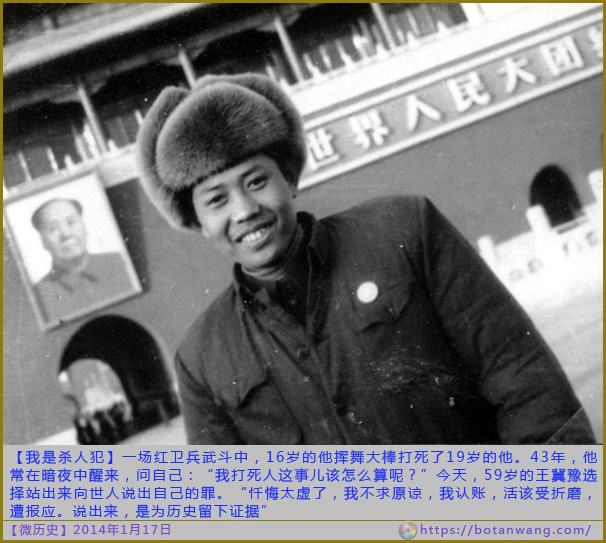 世界人民大团结
【我是杀人犯】一场红卫兵武斗中，16岁的他挥舞大棒打死了19岁的他。43年，他
常在暗夜中醒来，问自己：“我打死人这事儿该怎么算呢？”今天，59岁的王冀豫选
择站出来向世人说出自己的罪。“忏悔太虚了，我不求原谅，我认账，活该受折磨，
遭报应。说出来，是为历史留下证据”
【微历史】2014年1月17日
https://botanwang.com/